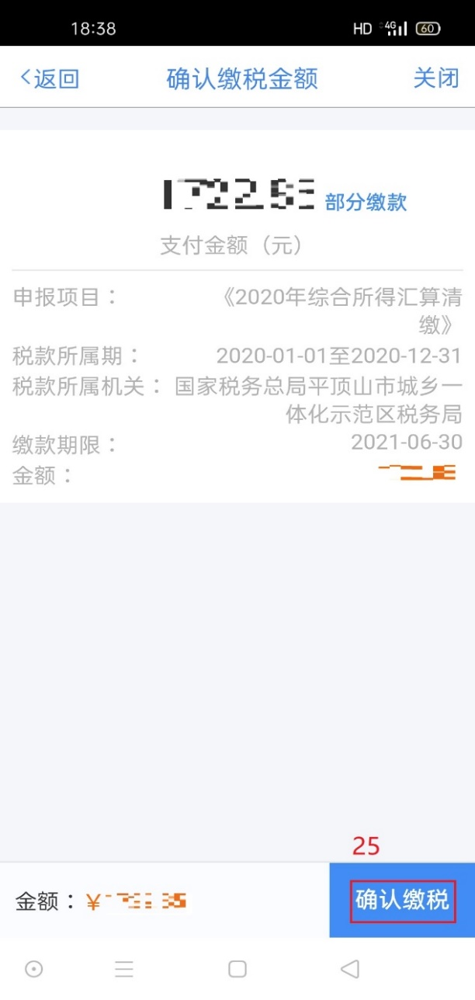 18:38
HD 4G 60
返回 确认缴税金额 关闭
部分缴款
支付金额（元）
申报项目： 《2020年综合所得汇算清
缴》
税款所属期： 2020-01-01至2020-12-31
税款所属机关： 国家税务总局平顶山市城乡一
体化示范区税务局
缴款期限： 2021-06-30
金额：
25
金额：￥
确认缴税